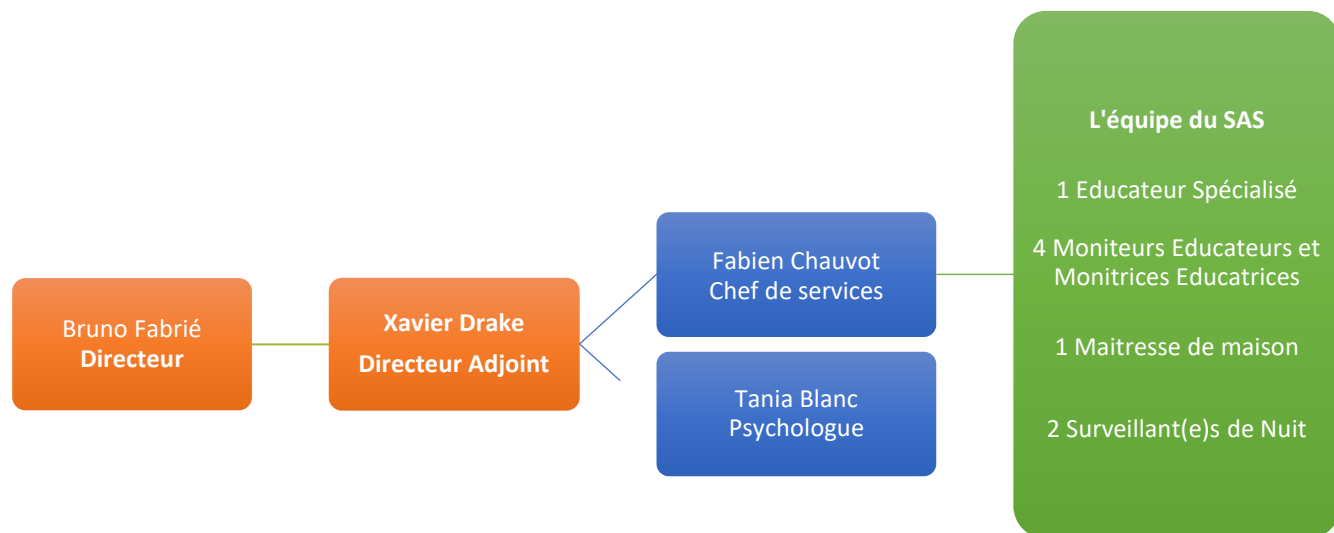 Bruno Fabrié
Directeur
Xavier Drake
Directeur Adjoint
Fabien Chauvot
Chef de services
Tania Blanc
Psychologue
L'équipe du SAS
1 Educateur Spécialisé
4 Moniteurs Educateurs et
Monitrices Educatrices
1 Maitresse de maison
2 Surveillant(e)s de Nuit